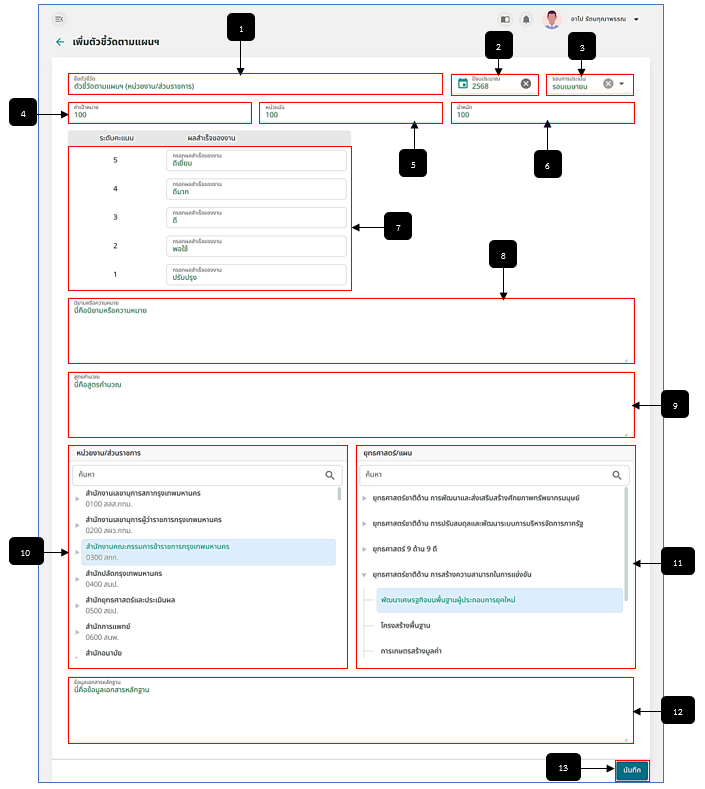 อาโป รัตนกุณาพรรณ
เพิ่มตัวชี้วัดตามแผนฯ
1
2
3
ชื่อตัวชี้วัด
ตัวชี้วัดตามแผนฯ (หน่วยงาน/ส่วนราชการ)
ปีงบประมาณ
2568
รอบการประเมิน
รอบเมษายน
4
ค่าเป้าหมาย
100
หน่วยนับ
100
น้ำหนัก
100
5
6
ระดับคะแนน ผลสำเร็จของงาน
5
กรอกผลสำเร็จของงาน
ดีเยี่ยม
4
กรอกผลสำเร็จของงาน
ดีมาก
3
กรอกผลสำเร็จของงาน
ดี
7
2
กรอกผลสำเร็จของงาน
พอใช้
1
กรอกผลสำเร็จของงาน
ปรับปรุง
8
นิยามหรือความหมาย
นี่คือนิยามหรือความหมาย
สูตรคำนวณ
นี่คือสูตรคำนวณ
9
หน่วยงาน/ส่วนราชการ
ค้นหา
สำนักงานเลขานุการสภากรุงเทพมหานคร
0100 สลส.กทม.
สำนักงานเลขานุการผู้ว่าราชการกรุงเทพมหานคร
0200 สผว.กทม.
สำนักงานคณะกรรมการข้าราชการกรุงเทพมหานคร
0300 สกก.
สำนักปลัดกรุงเทพมหานคร
0400 สนป.
สำนักยุทธศาสตร์และประเมินผล
0500 สยป.
สำนักการแพทย์
0600 สนพ.
สำนักอนามัย
10
ยุทธศาสตร์/แผน
ค้นหา
ยุทธศาสตร์ชาติด้าน การพัฒนาและส่งเสริมสร้างศักยภาพทรัพยากรมนุษย์
ยุทธศาสตร์ชาติด้าน การปรับสมดุลและพัฒนาระบบการบริหารจัดการภาครัฐ
ยุทธศาสตร์ 9 ด้าน 9 ดี
ยุทธศาสตร์ชาติด้าน การสร้างความสามารถในการแข่งขัน
พัฒนาเศรษฐกิจบนพื้นฐานผู้ประกอบการยุคใหม่
โครงสร้างพื้นฐาน
การเกษตรสร้างมูลค่า
11
ข้อมูลเอกสารหลักฐาน
นี่คือข้อมูลเอกสารหลักฐาน
12
13
บันทึก